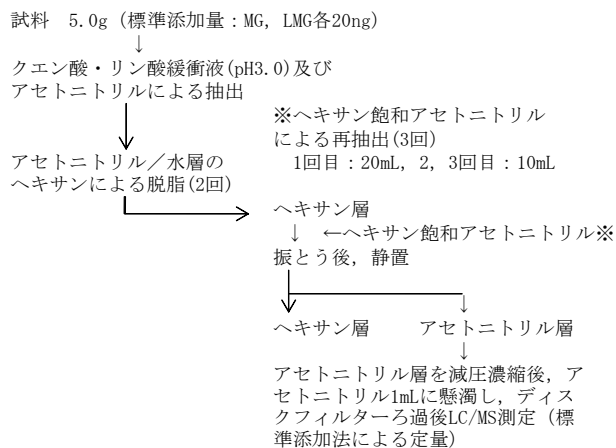 試料　5.0g（標準添加量：MG，LMG各20ng）
↓
クエン酸・リン酸緩衝液(pH3.0)及び
アセトニトリルによる抽出
※ヘキサン飽和アセトニトリル
による再抽出(3回)
1回目：20mL，2，3回目：10mL
アセトニトリル／水層の
ヘキサンによる脱脂(2回)
ヘキサン層
↓　←ヘキサン飽和アセトニトリル※
振とう後，静置
↓
ヘキサン層　　アセトニトリル層
↓
アセトニトリル層を減圧濃縮後，ア
セトニトリル1mLに懸濁し，ディス
クフィルターろ過後LC/MS測定（標
準添加法による定量）